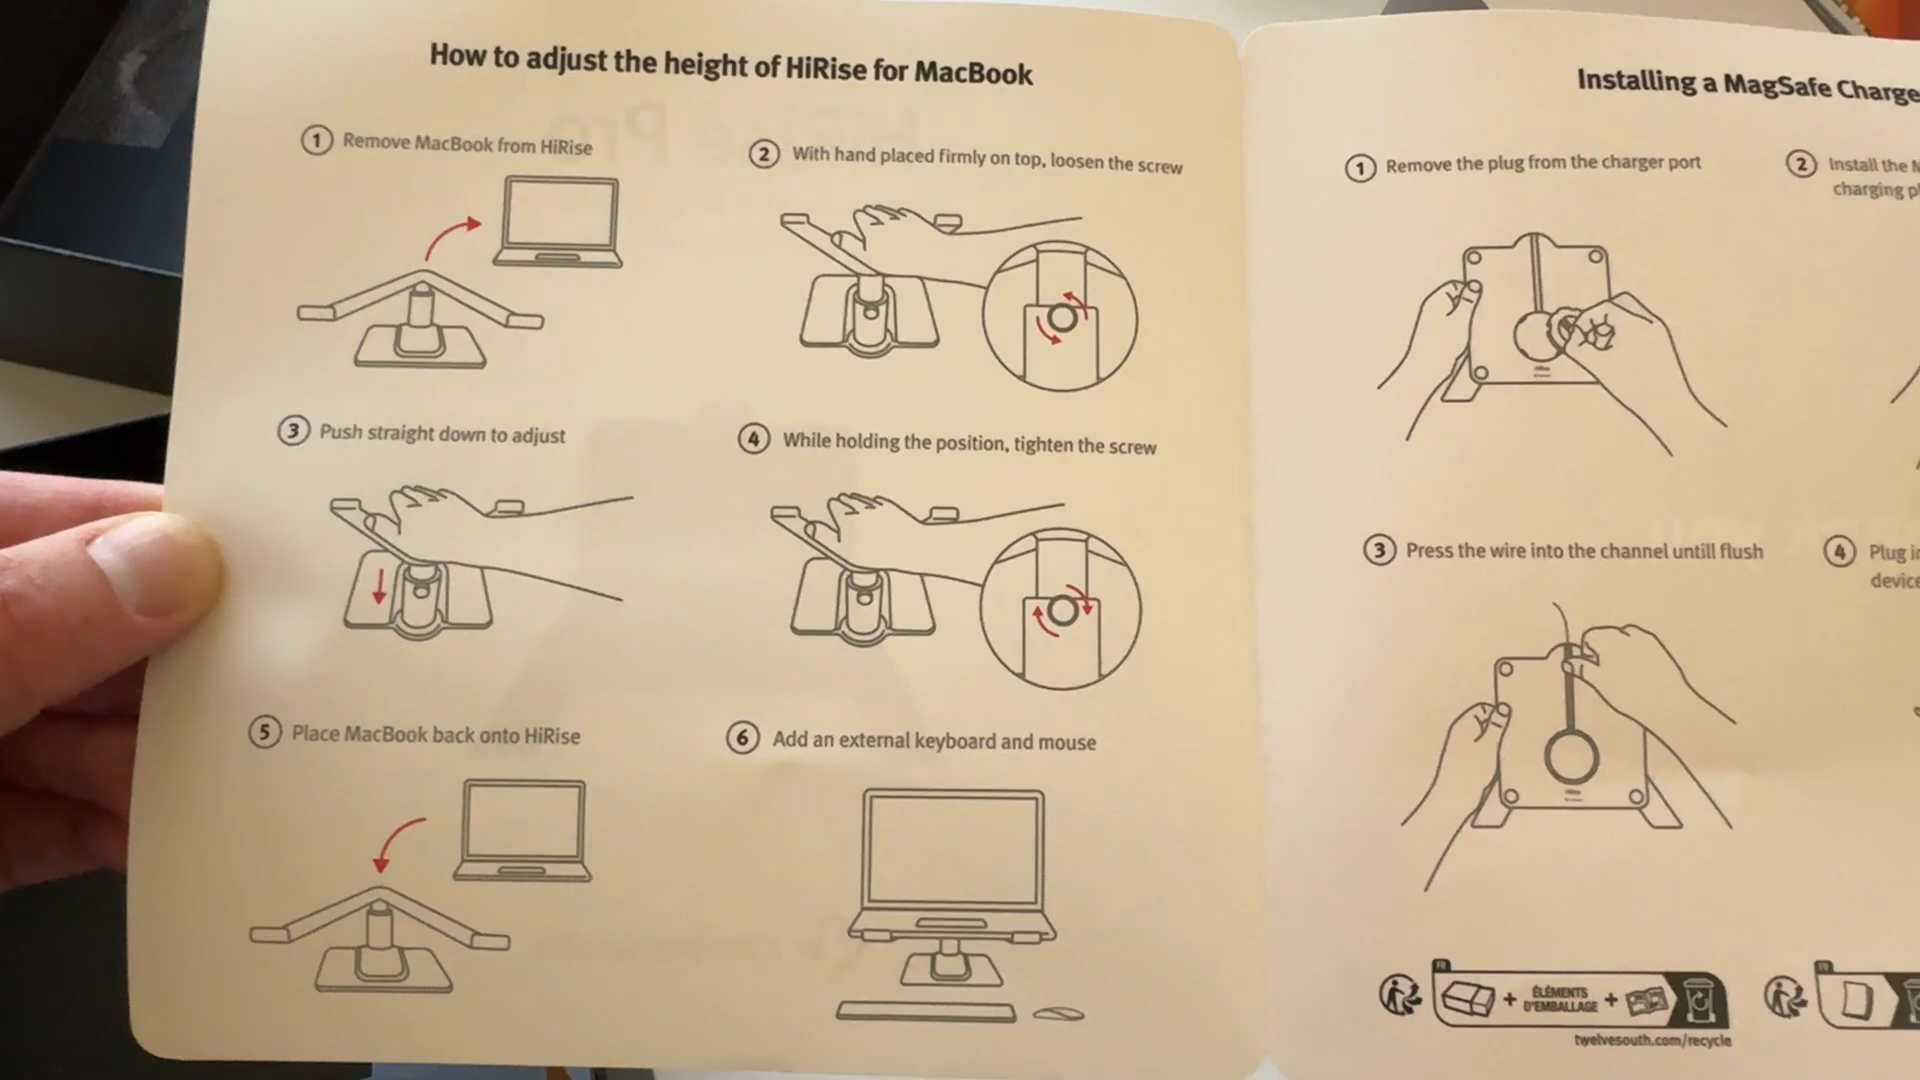 How to adjust the height of HiRise for MacBook
1 Remove MacBook from HiRise
2 With hand placed firmly on top, loosen the screw
3 Push straight down to adjust
4 While holding the position, tighten the screw
5 Place MacBook back onto HiRise
6 Add an external keyboard and mouse
Installing a MagSafe Charge
1 Remove the plug from the charger port
2 Install the
charging
3 Press the wire into the channel untill flush
4 Plug
device
FR
ÉLÉMENTS
+ D'EMBALLAGE +
twelvesouth.com/recycle
FR